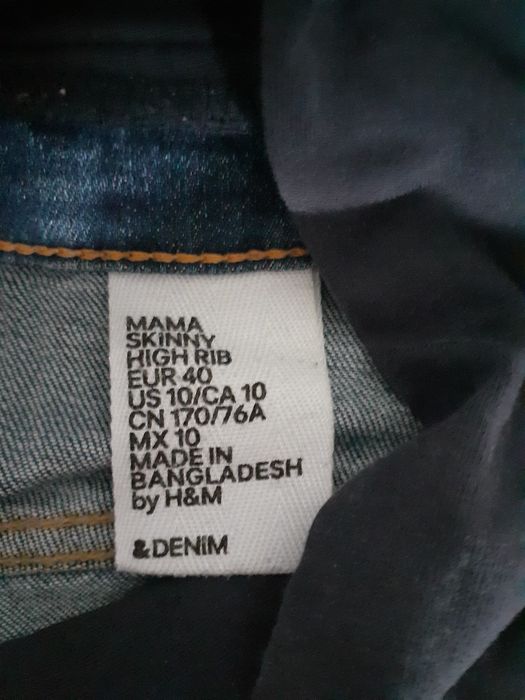 MAMA
SKINNY
HIGH RIB
EUR 40
US 10/CA 10
CN 170/76A
MX 10
MADE IN
BANGLADESH
by H&M
&DENIM